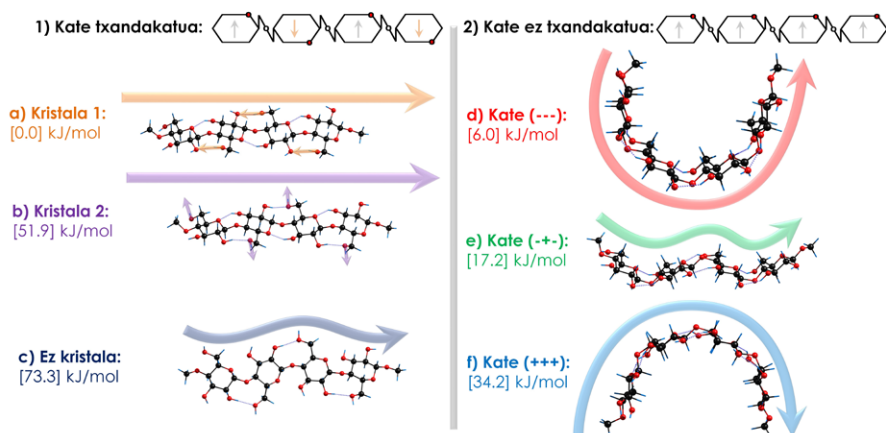 1) Kate txandakatua:
a) Kristala 1:
[0.0] kJ/mol
b) Kristala 2:
[51.9] kJ/mol
c) Ez kristala:
[73.3] kJ/mol
2) Kate ez txandakatua:
d) Kate (---):
[6.0] kJ/mol
e) Kate (-+-):
[17.2] kJ/mol
f) Kate (+++):
[34.2] kJ/mol